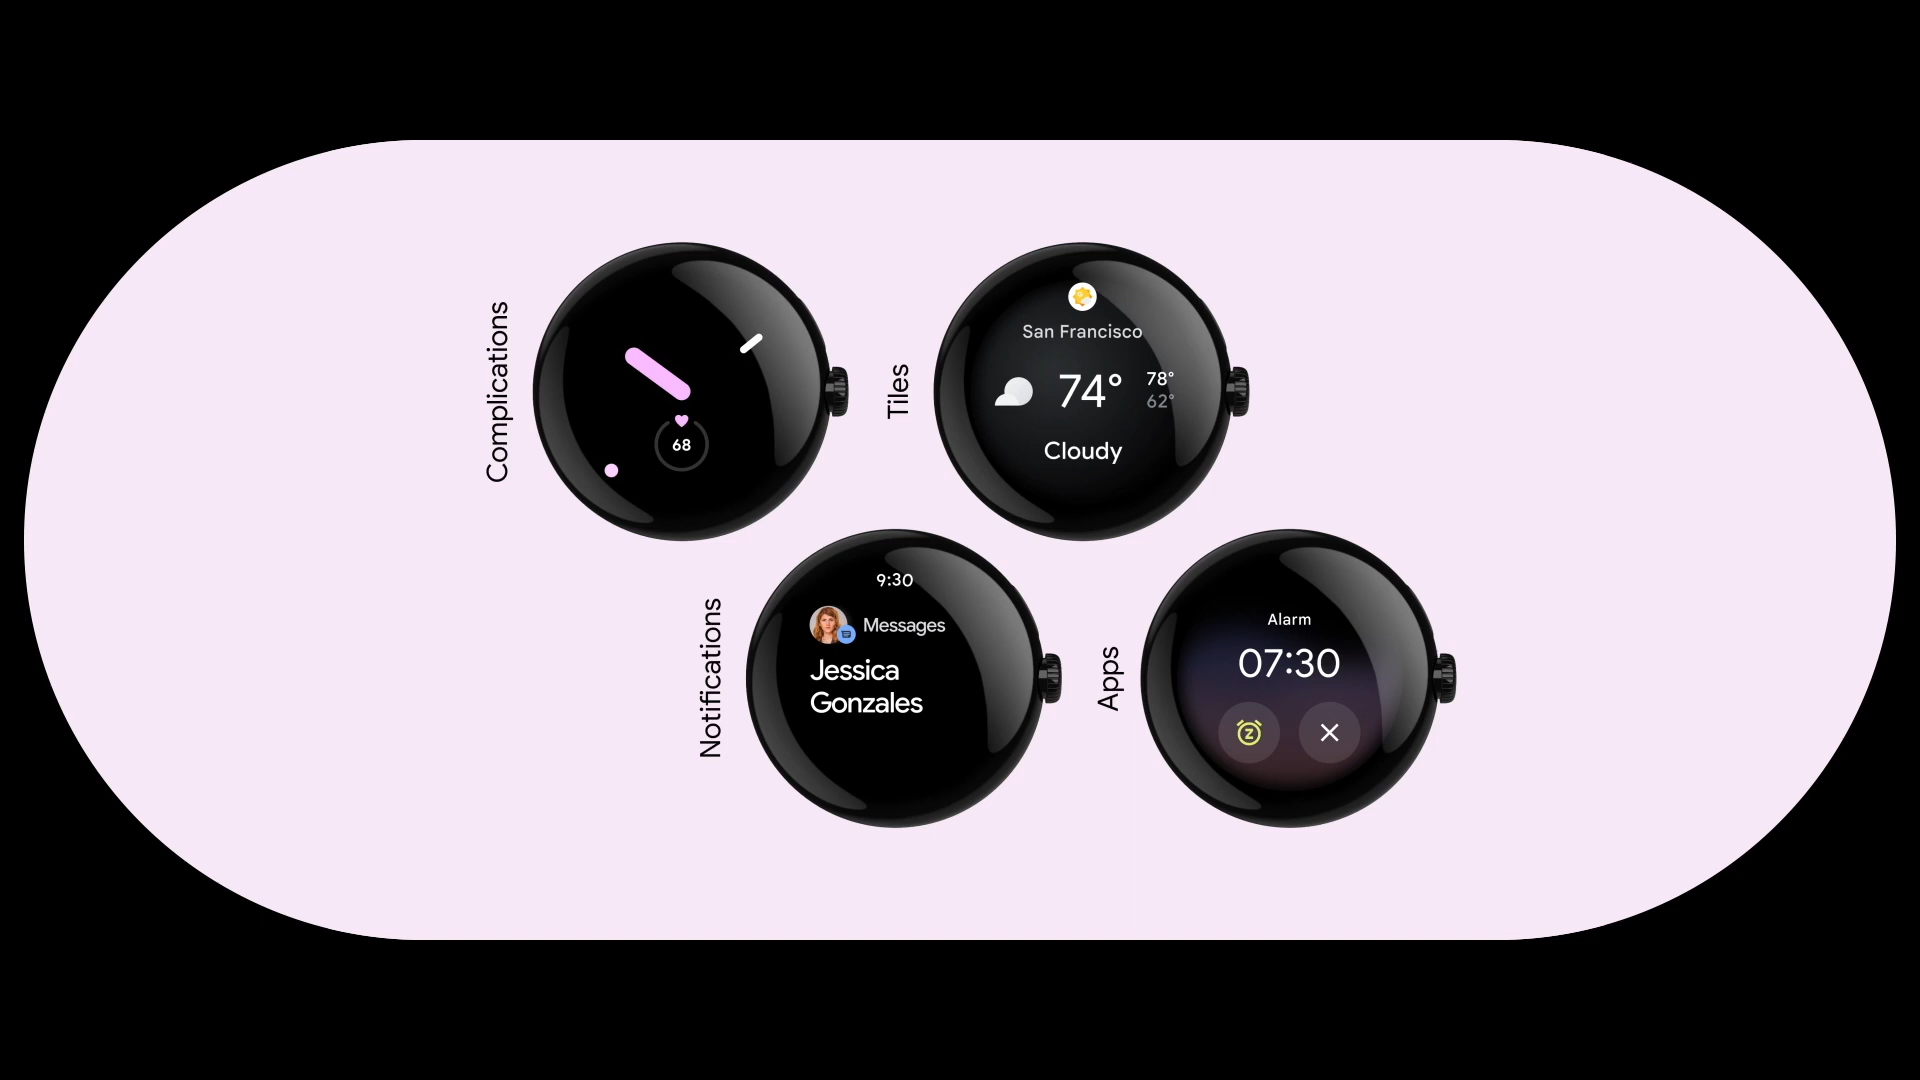 Complications
68
Tiles
San Francisco
74°
78°
62°
Cloudy
Notifications
9:30
Messages
Jessica
Gonzales
Apps
Alarm
07:30
z